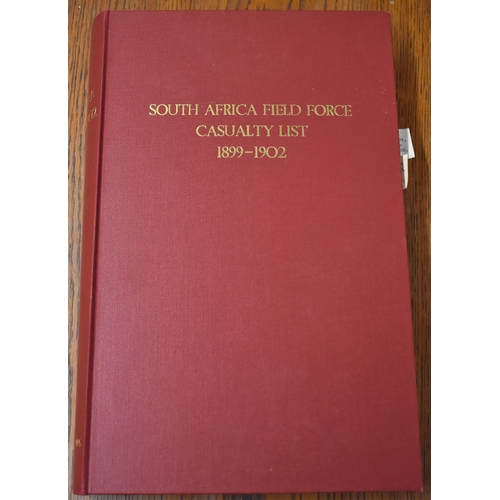 SOUTH AFRICA FIELD FORCE
CASUALTY LIST
1899–1902